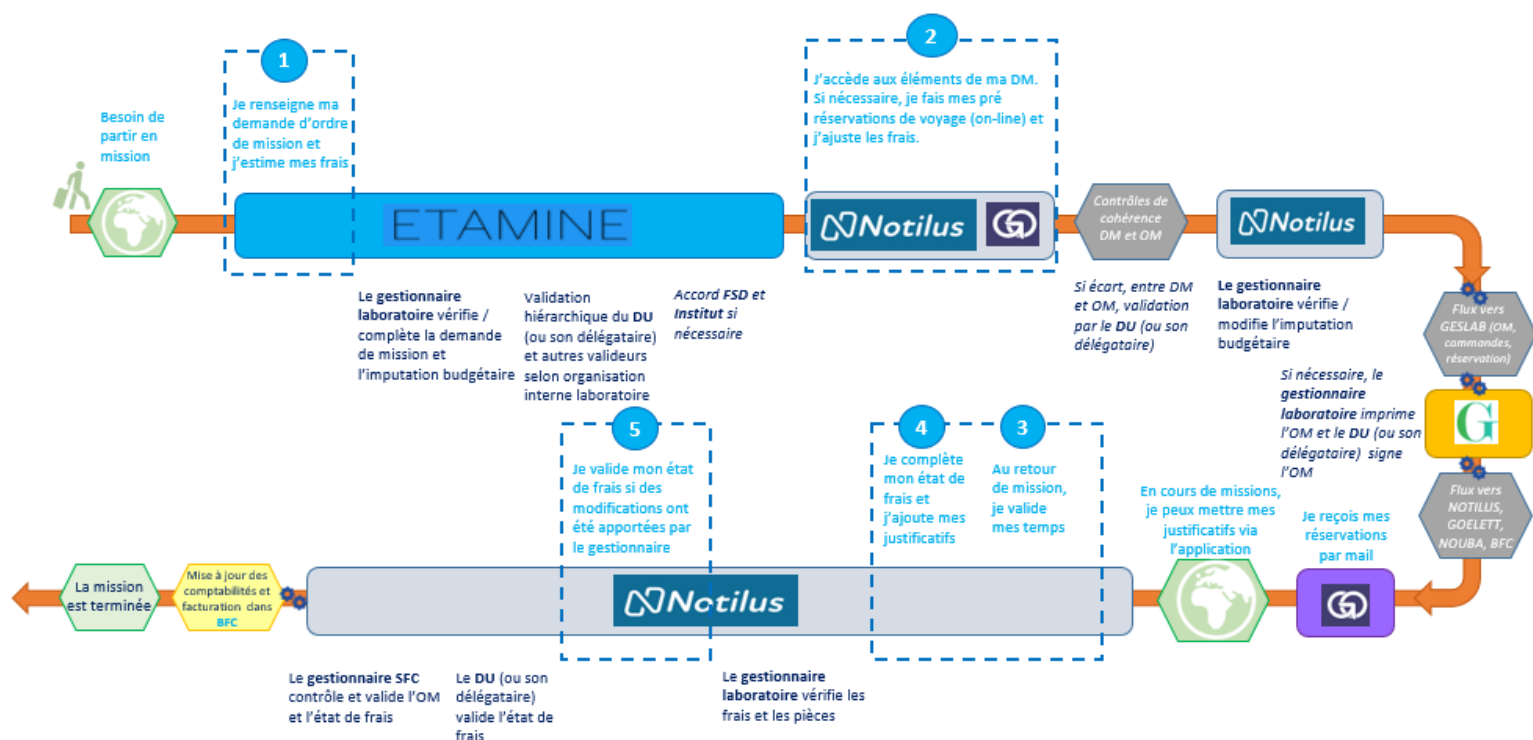 1
Je renseigne ma
demande d'ordre
de mission et
j'estime mes frais
2
J'accède aux éléments de ma DM.
Si nécessaire, je fais mes pré
réservations de voyage (on-line) et
j'ajuste les frais.
Besoin de
partir en
mission
ETAMINE
Notilus
Contrôles de
cohérence
DM et OM
Notilus
Le gestionnaire
laboratoire vérifie /
complète la demande
de mission et
l'imputation budgétaire
Validation
hiérarchique du DU
(ou son délégataire)
et autres valideurs
selon organisation
interne laboratoire
Accord FSD et
Institut si
nécessaire
Si écart, entre DM
et OM, validation
par le DU (ou son
délégataire)
Le gestionnaire
laboratoire vérifie /
modifie l'imputation
budgétaire
Flux vers
GESLAB (OM,
commandes,
réservation)
Si nécessaire, le
gestionnaire
laboratoire imprime
l'OM et le DU (ou son
délégataire) signe
l'OM
G
Flux vers
NOTILUS,
GOELETT,
NOUBA, BFC
Je reçois mes
réservations
par mail
En cours de missions,
je peux mettre mes
justificatifs via
l'application
3
Au retour
de mission,
je valide
mes temps
4
Je complète
mon état de
frais et
j'ajoute mes
justificatifs
5
Je valide mon état
de frais si des
modifications ont
été apportées par
le gestionnaire
Notilus
Le gestionnaire
laboratoire vérifie les
frais et les pièces
Le DU (ou son
délégataire)
valide l'état de
frais
Le gestionnaire SFC
contrôle et valide l'OM
et l'état de frais
Mise à jour des
comptabilités et
facturation dans
BFC
La mission
est terminée